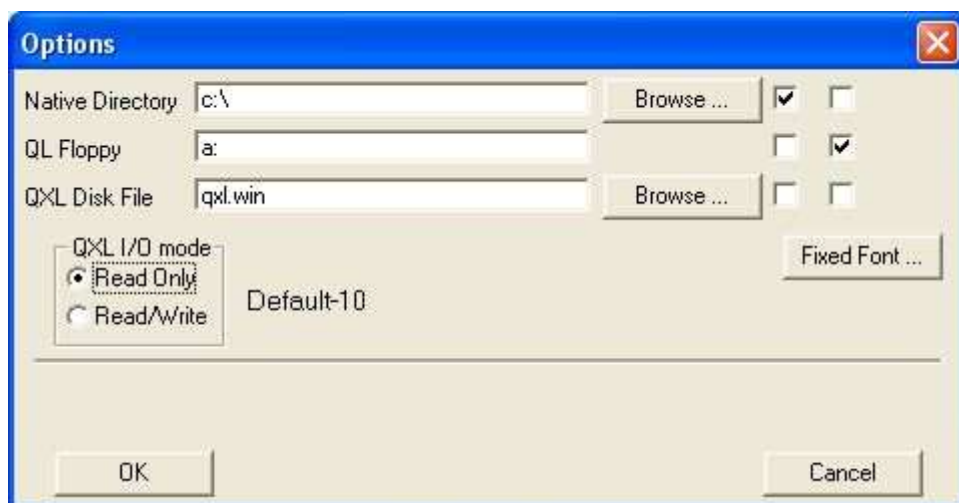 Options
Native Directory c:\ Browse ...
QL Floppy a:
QXL Disk File qxl.win Browse ...
QXL I/O mode Fixed Font ...
Read Only
Default-10
Read/Write
OK Cancel